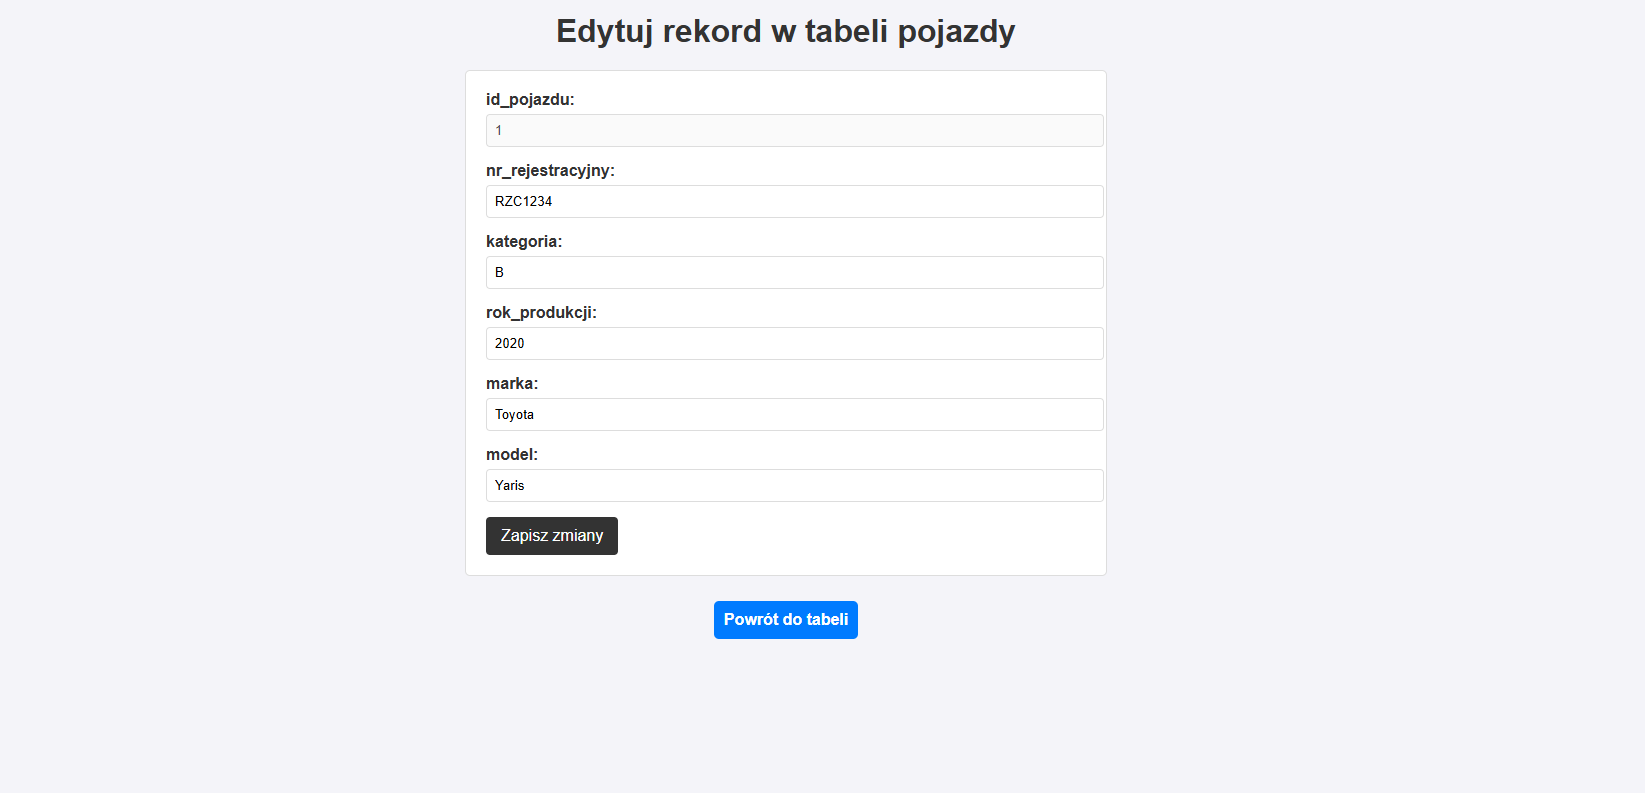 Edytuj rekord w tabeli pojazdy
id_pojazdu:
1
nr_rejestracyjny:
RZC1234
kategoria:
B
rok_produkcji:
2020
marka:
Toyota
model:
Yaris
Zapisz zmiany
Powrót do tabeli